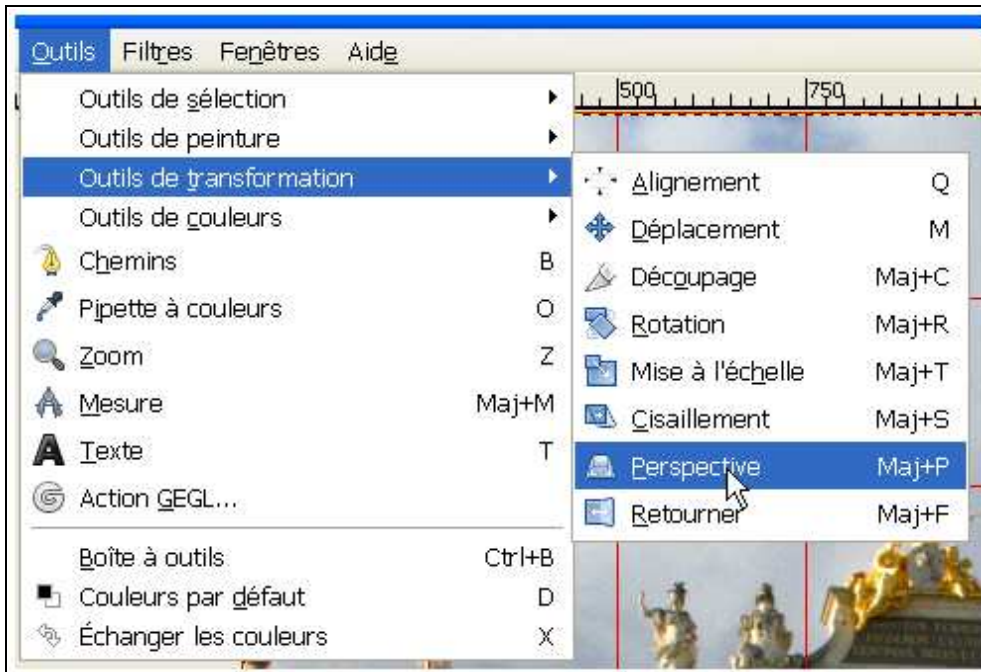 Outils Filtres Fenêtres Aide
500 750
Outils de sélection
Outils de peinture
Outils de transformation
Outils de couleurs
Chemins B
Pipette à couleurs O
Zoom Z
Mesure Maj+M
Texte T
Action GEGL...
Boîte à outils Ctrl+B
Couleurs par défaut D
Échanger les couleurs X
Alignement Q
Déplacement M
Découpage Maj+C
Rotation Maj+R
Mise à l'échelle Maj+T
Cisaillement Maj+S
Perspective Maj+P
Retourner Maj+F